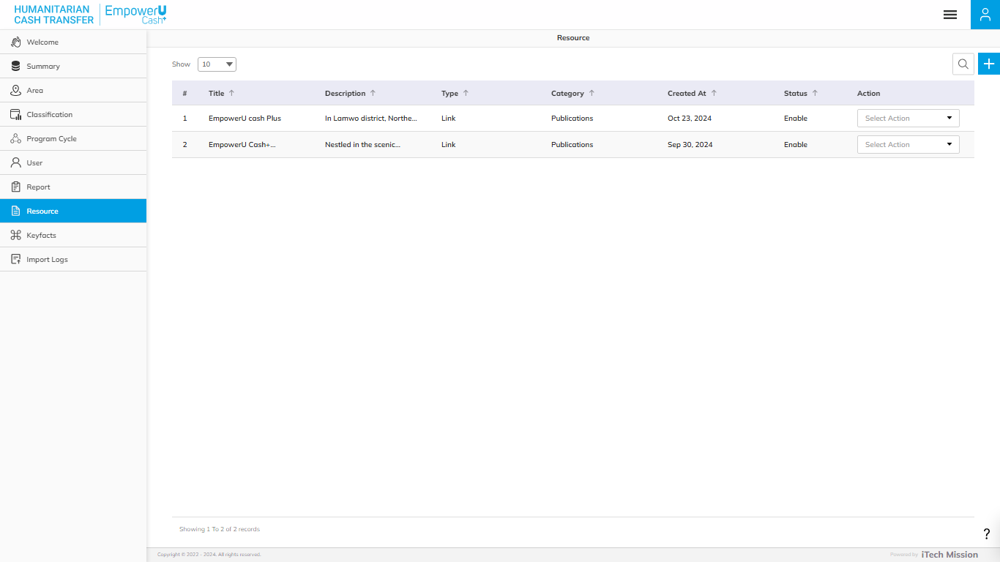 HUMANITARIAN
CASH TRANSFER
EmpowerU
Cash+
Welcome
Summary
Area
Classification
Program Cycle
User
Report
Resource
Keyfacts
Import Logs
Resource
Show 10
# Title Description Type Category Created At Status Action
1 EmpowerU cash Plus In Lamwo district, Northe... Link Publications Oct 23, 2024 Enable Select Action
2 EmpowerU Cash+... Nestled in the scenic... Link Publications Sep 30, 2024 Enable Select Action
Showing 1 To 2 of 2 records
?
Copyright © 2022 - 2024. All rights reserved. Powered by iTech Mission